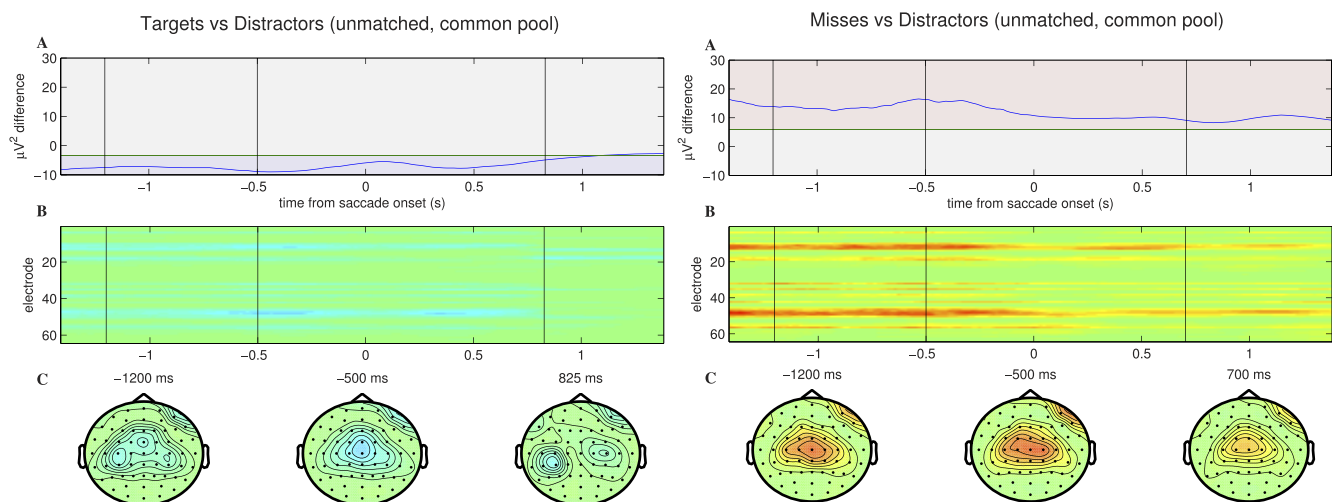 Targets vs Distractors (unmatched, common pool)
A
30
20
10
0
−10
μV² difference
−1 −0.5 0 0.5 1
time from saccade onset (s)
B
20
40
60
electrode
−1 −0.5 0 0.5 1
C
−1200 ms −500 ms 825 ms
Misses vs Distractors (unmatched, common pool)
A
30
20
10
0
−10
μV² difference
−1 −0.5 0 0.5 1
time from saccade onset (s)
B
20
40
60
electrode
−1 −0.5 0 0.5 1
C
−1200 ms −500 ms 700 ms